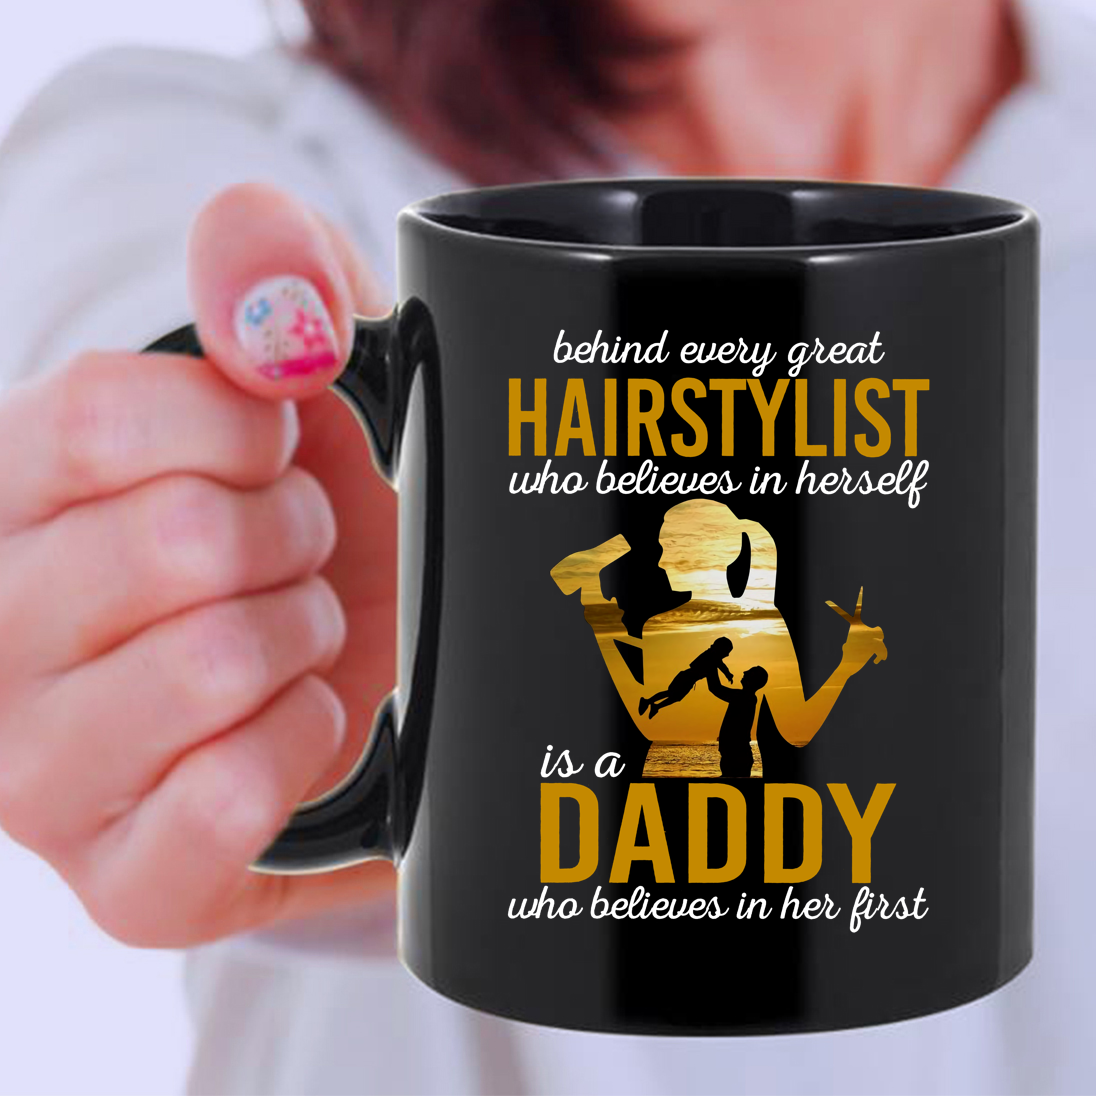 behind every great
HAIRSTYLIST
who believes in herself
is a
DADDY
who believes in her first